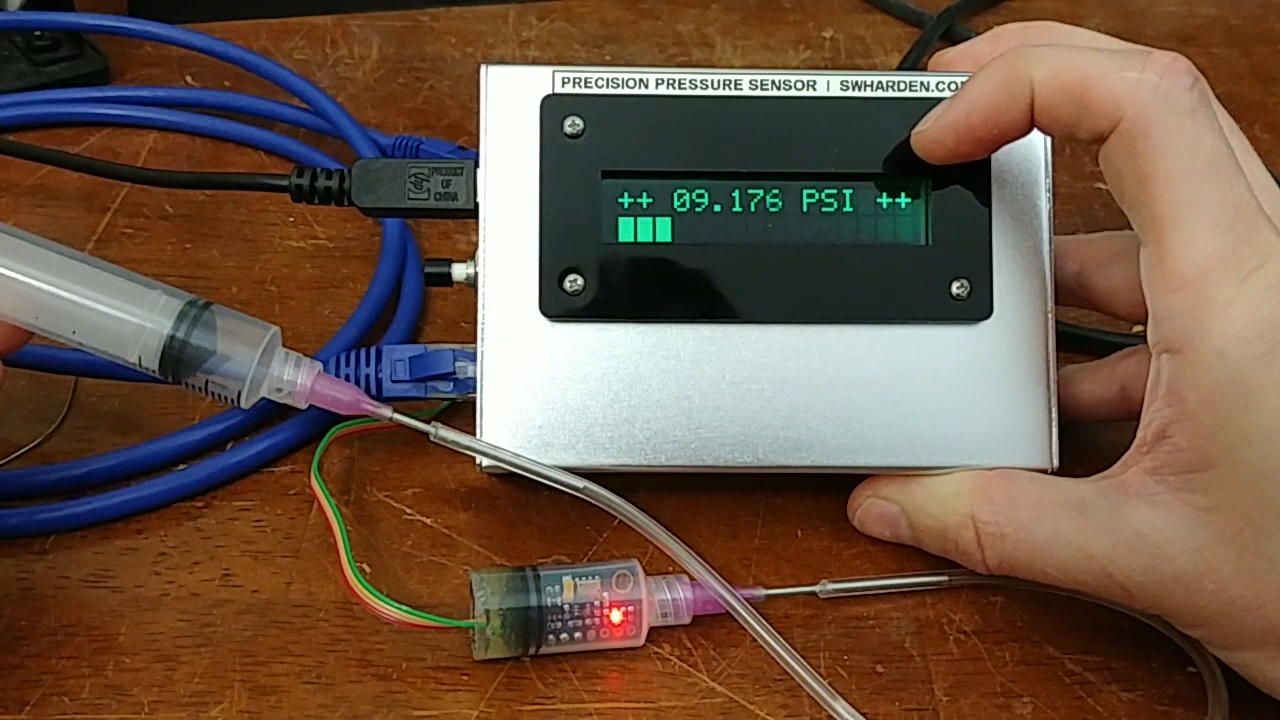 PRECISION PRESSURE SENSOR | SWHARDEN.CO
++ 09.176 PSI ++
PRODUCT
OF
CHINA